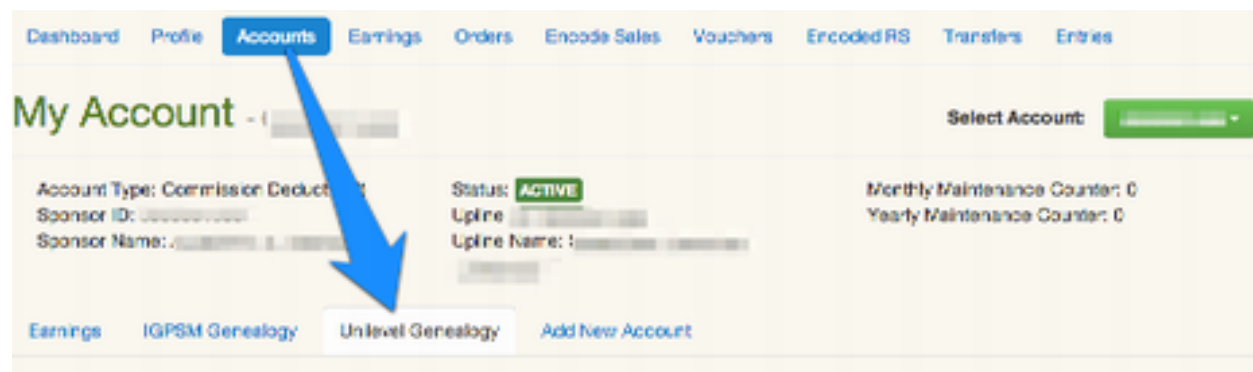 Dashboard Profile Accounts Earnings Orders Encode Sales Vouchers Encoded RS Transfers Entries
My Account -
Select Account:
Account Type: Commission Status: ACTIVE Monthly Maintenance Counter: 0
Sponsor ID: Upline Yearly Maintenance Counter: 0
Sponsor Name: Upline Name:
Earnings IGPSM Genealogy Unilevel Genealogy Add New Account